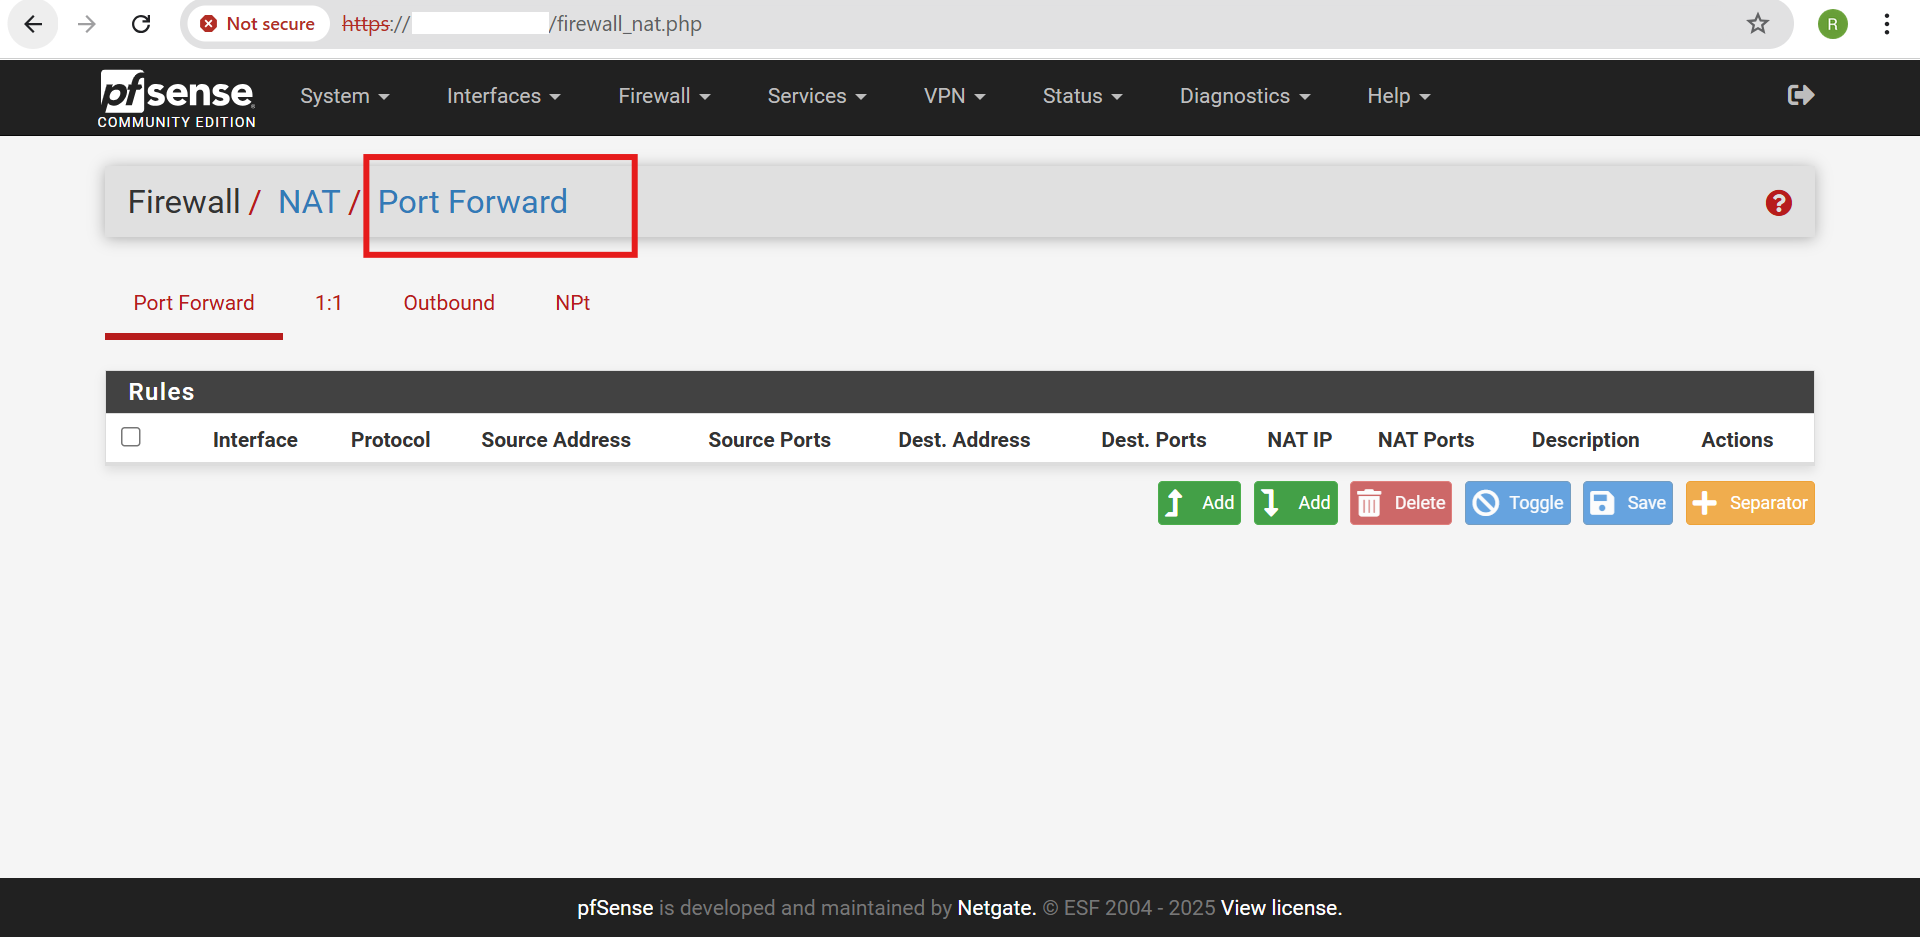 Not secure https:// /firewall_nat.php R
pfsense System Interfaces Firewall Services VPN Status Diagnostics Help
COMMUNITY EDITION
Firewall / NAT / Port Forward ?
Port Forward 1:1 Outbound NPt
Rules
Interface Protocol Source Address Source Ports Dest. Address Dest. Ports NAT IP NAT Ports Description Actions
Add Add Delete Toggle Save Separator
pfSense is developed and maintained by Netgate. © ESF 2004 - 2025 View license.